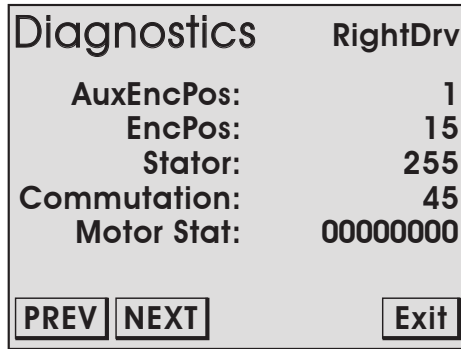 Diagnostics RightDrv
AuxEncPos: 1
EncPos: 15
Stator: 255
Commutation: 45
Motor Stat: 00000000
PREV NEXT Exit